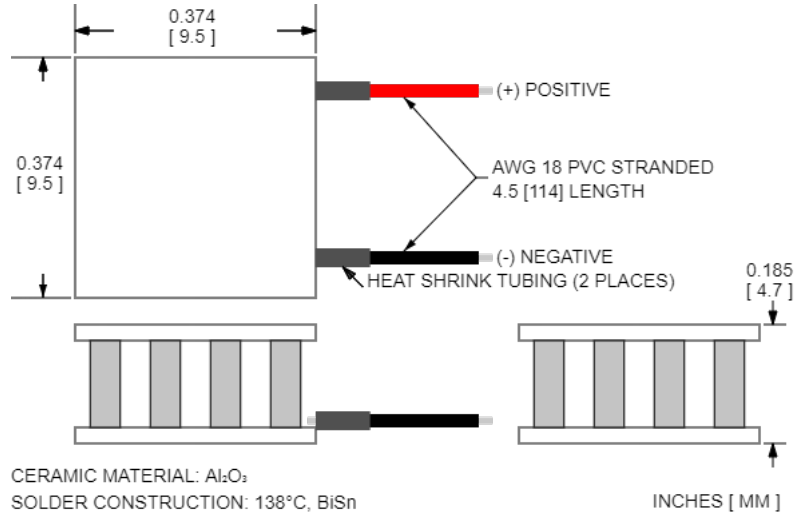 0.374
[ 9.5 ]
(+) POSITIVE
0.374
[ 9.5 ]
AWG 18 PVC STRANDED
4.5 [114] LENGTH
(-) NEGATIVE
HEAT SHRINK TUBING (2 PLACES)
0.185
[ 4.7 ]
CERAMIC MATERIAL: Al₂O₃
SOLDER CONSTRUCTION: 138°C, BiSn
INCHES [ MM ]